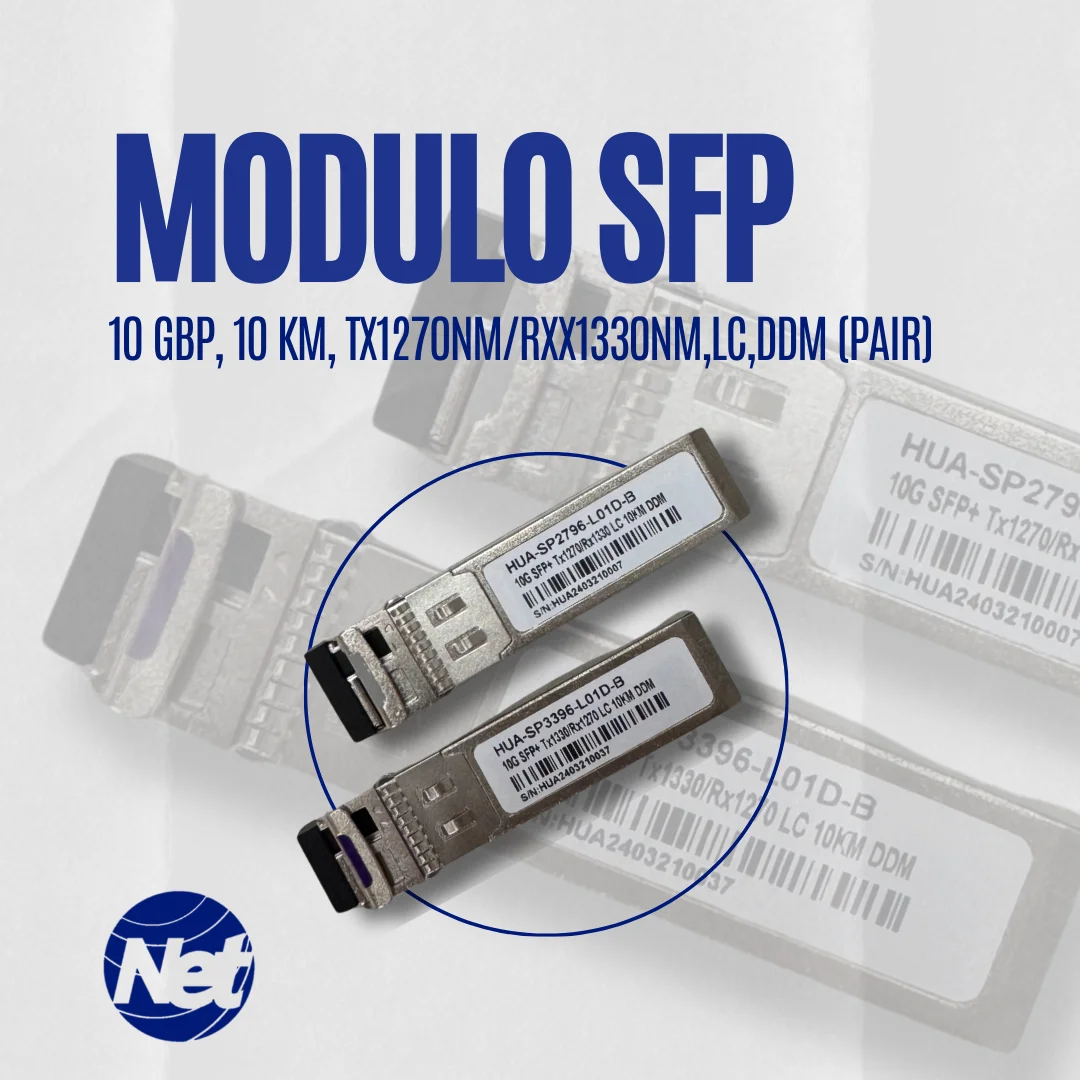 MODULO SFP
10 GBP, 10 KM, TX1270NM/RXX1330NM,LC,DDM (PAIR)
HUA-SP279
10G SFP+ Tx1270/Rx
S/N:HUA2403210007
HUA-SP2796-L01D-B
10G SFP+ Tx1270/Rx1330 LC 10KM DDM
S/N:HUA2403210007
HUA-SP3396-L01D-B
10G SFP+ Tx1330/Rx1270 LC 10KM DDM
S/N:HUA2403210037
3396-L01D-B
Tx1330/Rx1270 LC 10KM DDM
N:HUA2403210037
Net